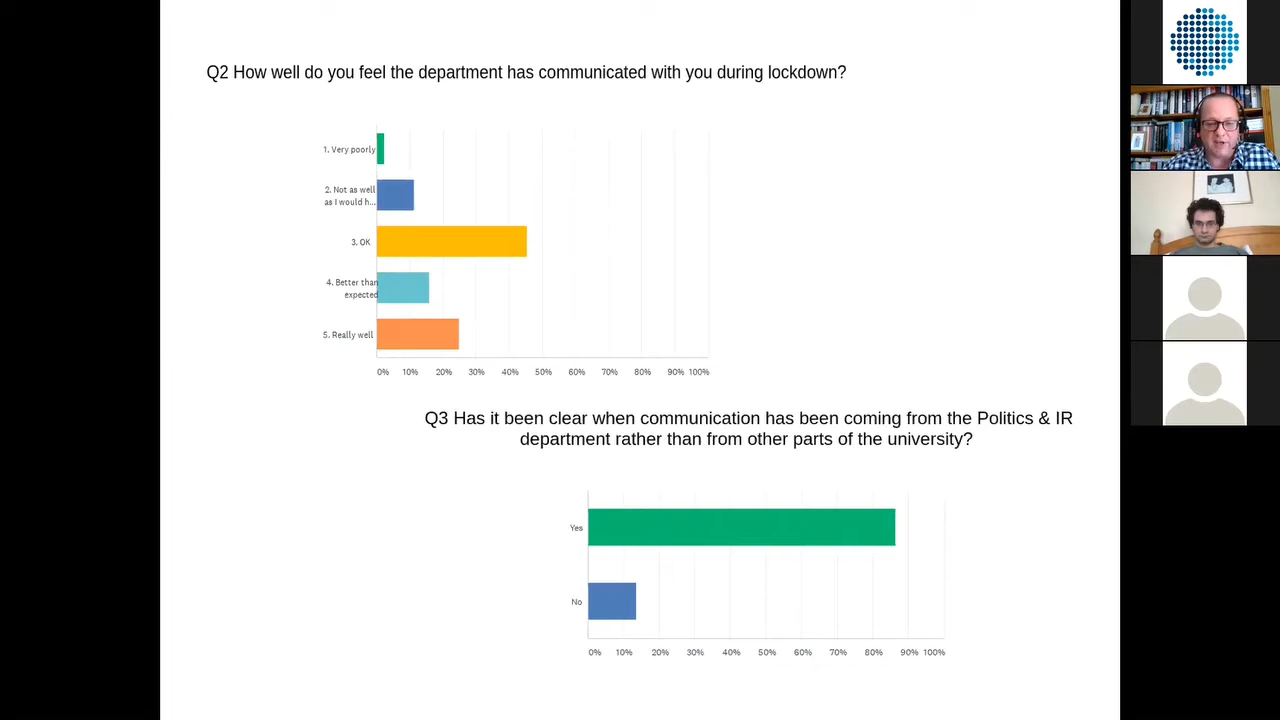 Q2 How well do you feel the department has communicated with you during lockdown?
1. Very poorly
2. Not as well
as I would h...
3. OK
4. Better than
expected
5. Really well
0% 10% 20% 30% 40% 50% 60% 70% 80% 90% 100%
Q3 Has it been clear when communication has been coming from the Politics & IR
department rather than from other parts of the university?
Yes
No
0% 10% 20% 30% 40% 50% 60% 70% 80% 90% 100%